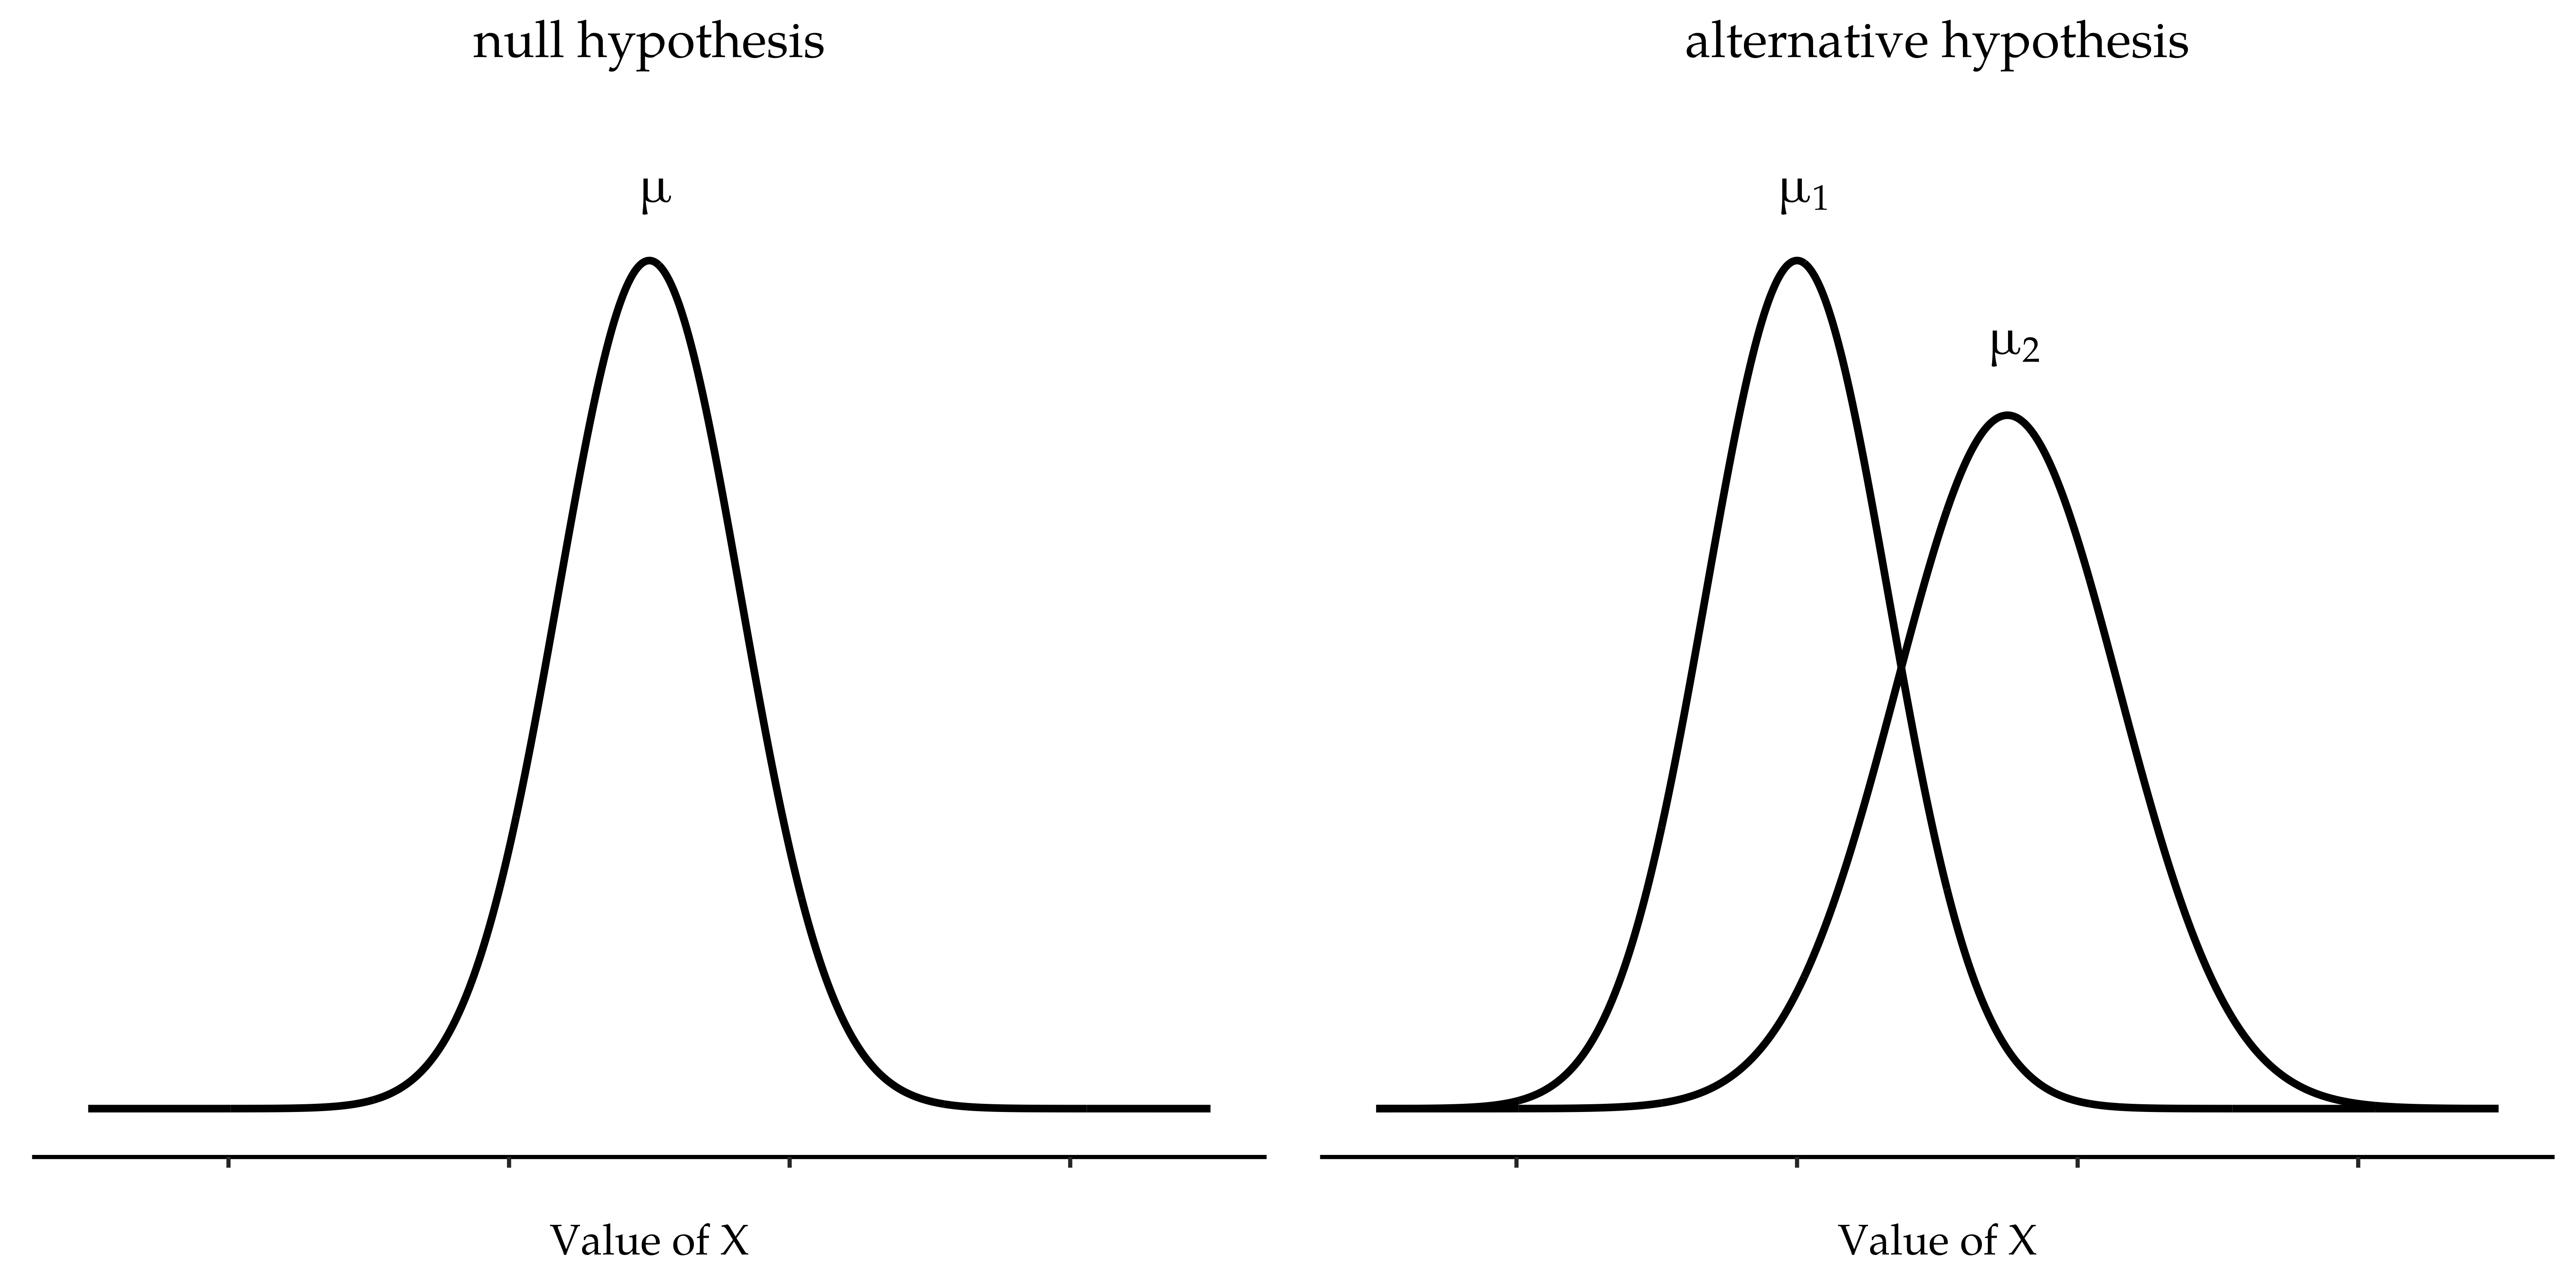 null hypothesis
μ
Value of X
alternative hypothesis
μ₁
μ₂
Value of X